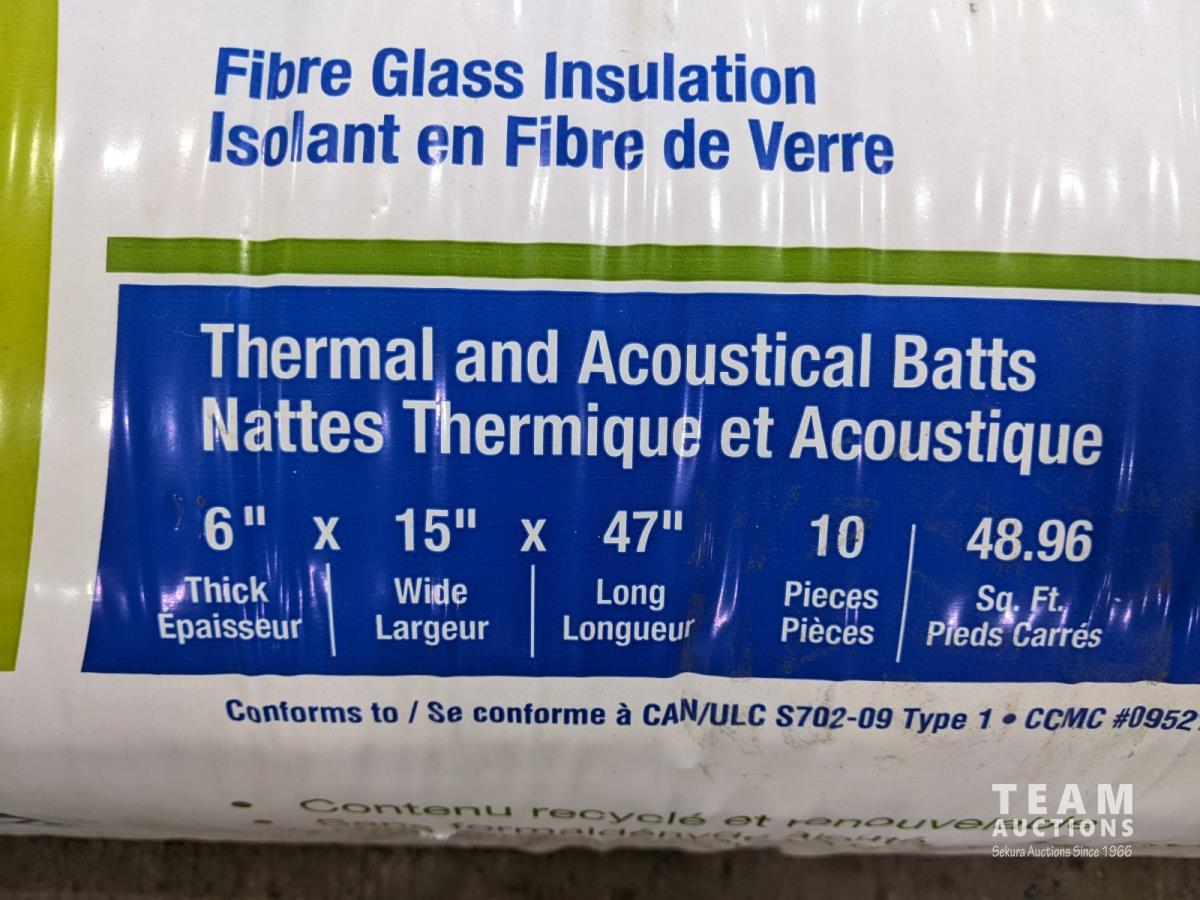 Fibre Glass Insulation
Isolant en Fibre de Verre
Thermal and Acoustical Batts
Nattes Thermique et Acoustique
6" x 15" x 47" 10 48.96
Thick Wide Long Pieces Sq. Ft.
Épaisseur Largeur Longueur Pièces Pieds Carrés
Conforms to / Se conforme à CAN/ULC S702-09 Type 1 • CCMC #0952
• Contenu recyclé et renouvelable
TEAM
AUCTIONS
Sekura Auctions Since 1966